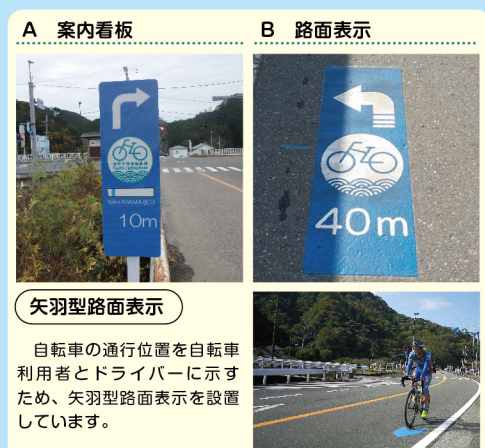 A 案内看板
B 路面表示
WAKAYAMA 800
10m
40m
矢羽型路面表示
自転車の通行位置を自転車
利用者とドライバーに示す
ため、矢羽型路面表示を設置
しています。